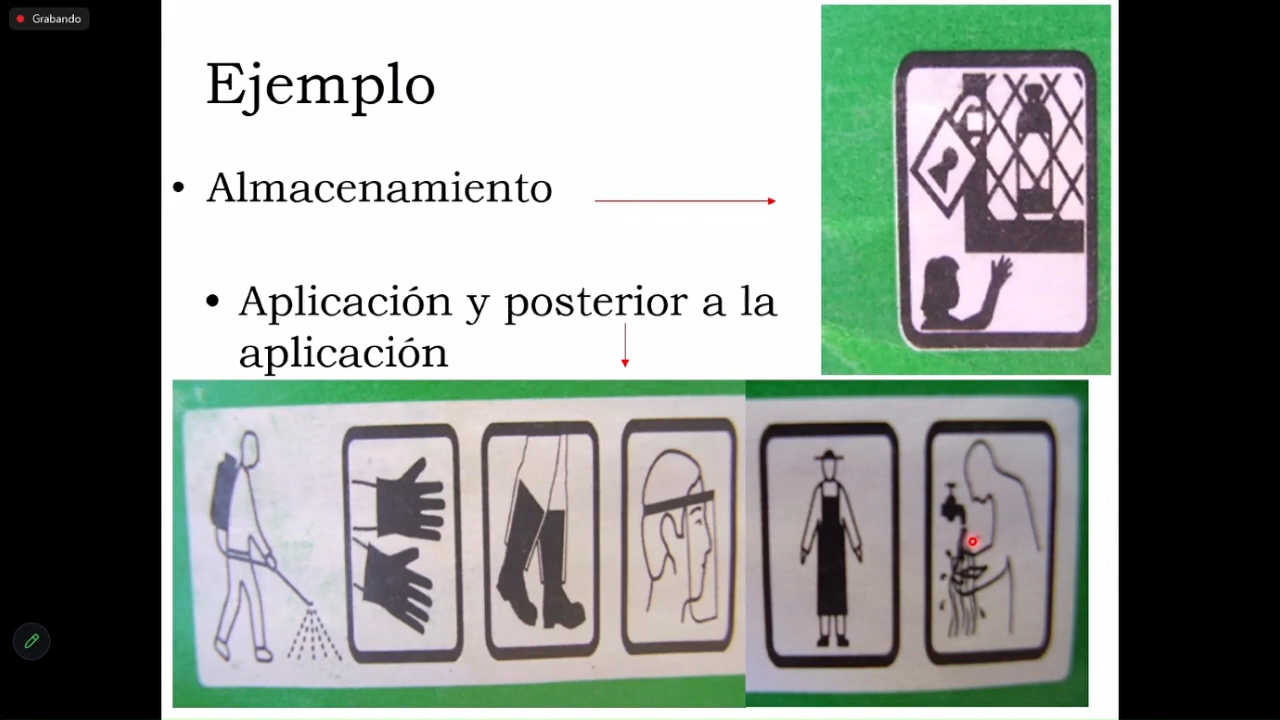 Grabando
Ejemplo
• Almacenamiento
• Aplicación y posterior a la
aplicación